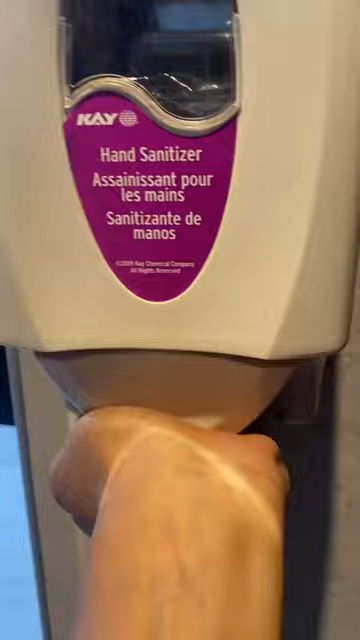 KAY
Hand Sanitizer
Assainissant pour
les mains
Sanitizante de
manos
©2009 Kay Chemical Company
All Rights Reserved